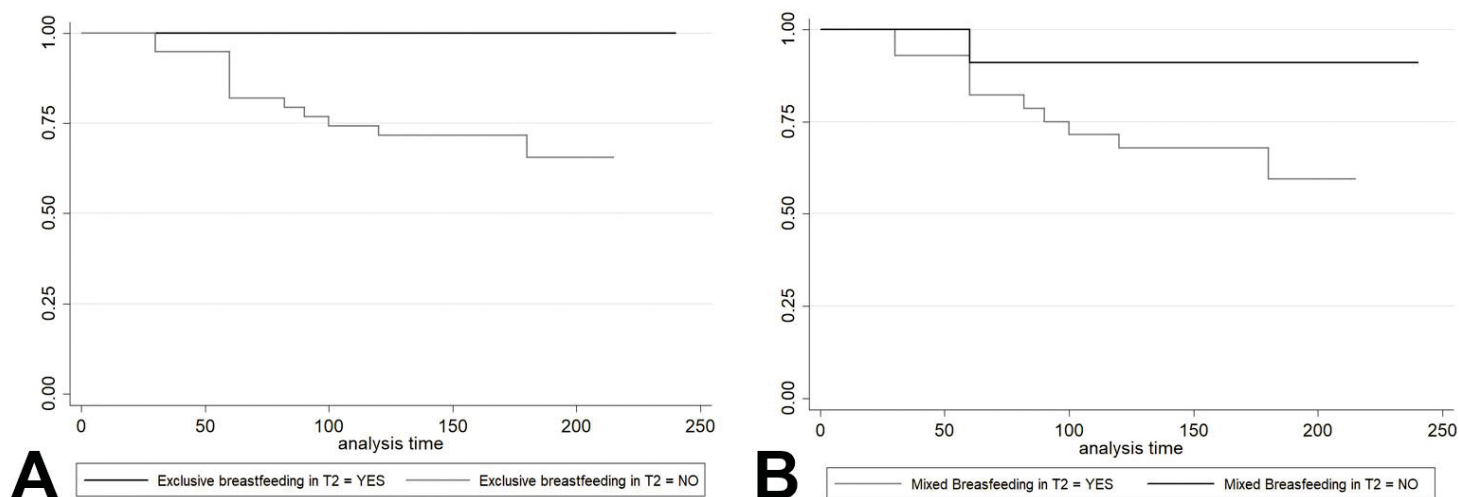 1.00
0.75
0.50
0.25
0.00
0 50 100 150 200 250
analysis time
A
Exclusive breastfeeding in T2 = YES Exclusive breastfeeding in T2 = NO
1.00
0.75
0.50
0.25
0.00
0 50 100 150 200 250
analysis time
B
Mixed Breasfeeding in T2 = YES Mixed Breasfeeding in T2 = NO